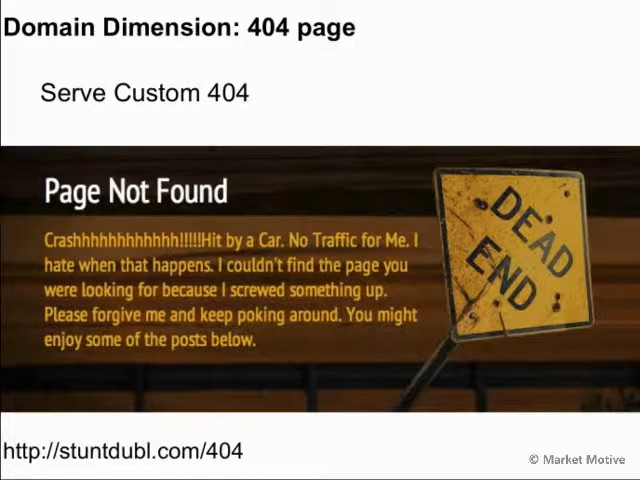 Domain Dimension: 404 page
Serve Custom 404
Page Not Found
Crashhhhhhhhhhhh!!!!!Hit by a Car. No Traffic for Me. I
hate when that happens. I couldn't find the page you
were looking for because I screwed something up.
Please forgive me and keep poking around. You might
enjoy some of the posts below.
DEAD
END
http://stuntdubl.com/404
© Market Motive